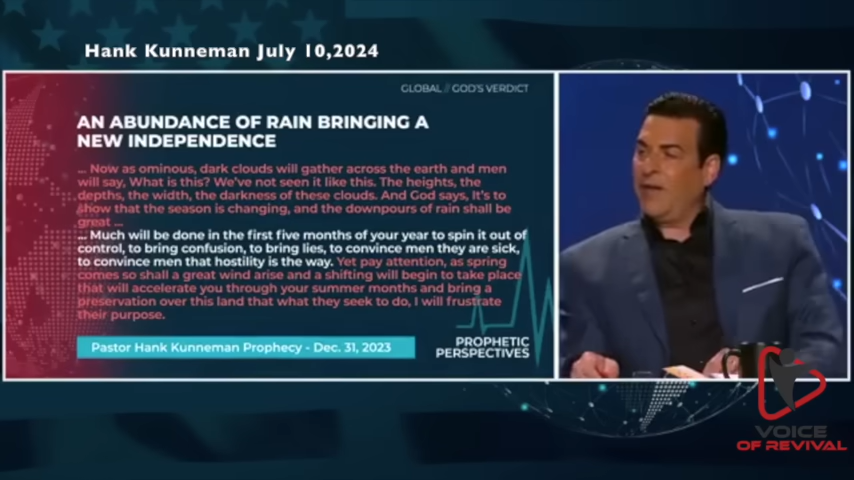 Hank Kunneman July 10,2024
GLOBAL // GOD'S VERDICT
AN ABUNDANCE OF RAIN BRINGING A
NEW INDEPENDENCE
... Now as ominous, dark clouds will gather across the earth and men
will say, What is this? We've not seen it like this. The heights, the
depths, the width, the darkness of these clouds. And God says, It's to
show that the season is changing, and the downpours of rain shall be
great ...
... Much will be done in the first five months of your year to spin it out of
control, to bring confusion, to bring lies, to convince men they are sick,
to convince men that hostility is the way. Yet pay attention, as spring
comes so shall a great wind arise and a shifting will begin to take place
that will accelerate you through your summer months and bring a
preservation over this land that what they seek to do, I will frustrate
their purpose.
Pastor Hank Kunneman Prophecy - Dec. 31, 2023
PROPHETIC
PERSPECTIVES
VOICE
OF REVIVAL